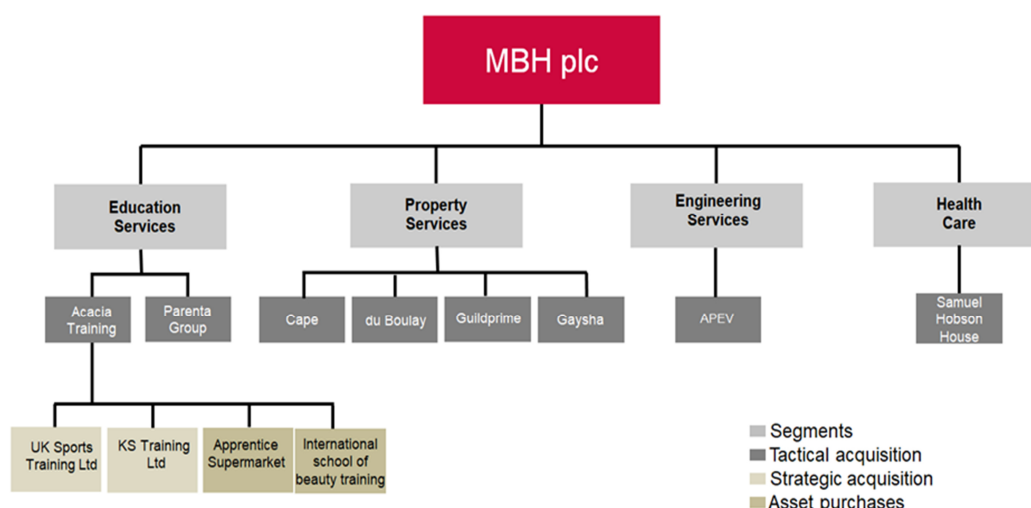 MBH plc
Education
Services
Property
Services
Engineering
Services
Health
Care
Acacia
Training
Parenta
Group
Cape
du Boulay
Guildprime
Gaysha
APEV
Samuel
Hobson
House
UK Sports
Training Ltd
KS Training
Ltd
Apprentice
Supermarket
International
school of
beauty training
Segments
Tactical acquisition
Strategic acquisition
Asset purchases